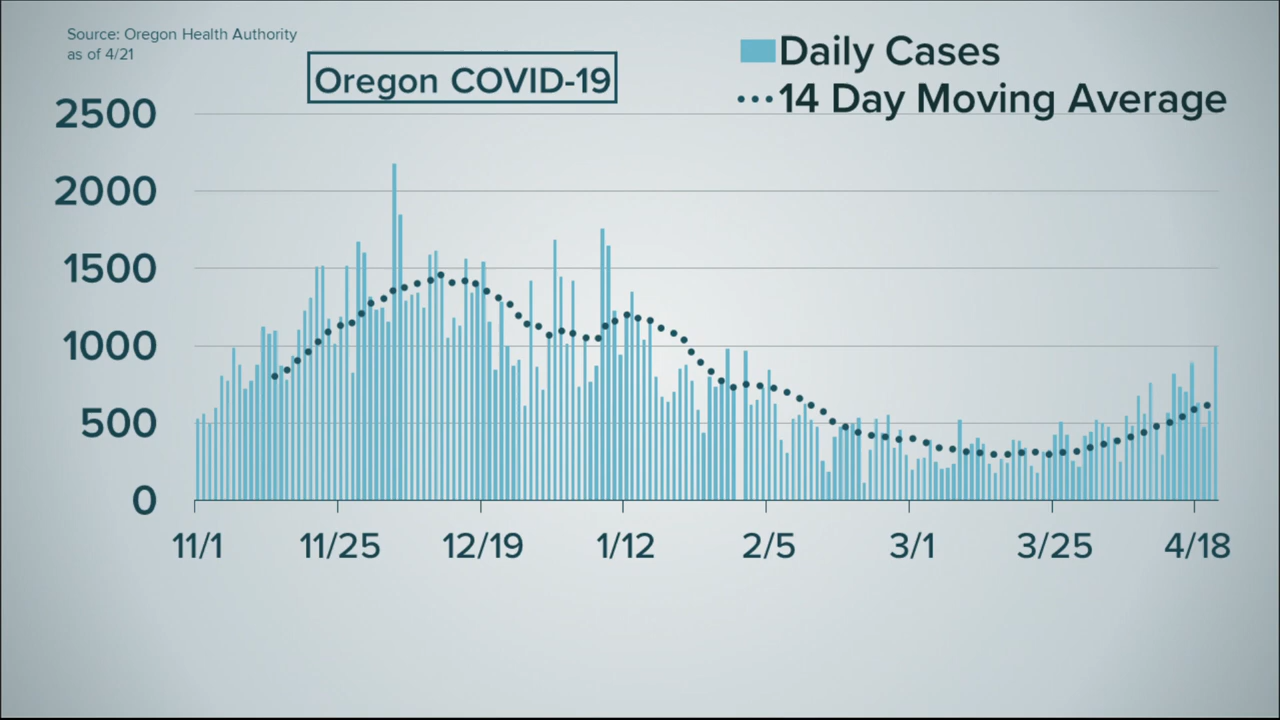 Source: Oregon Health Authority
as of 4/21
Oregon COVID-19
Daily Cases
14 Day Moving Average
2500
2000
1500
1000
500
0
11/1 11/25 12/19 1/12 2/5 3/1 3/25 4/18